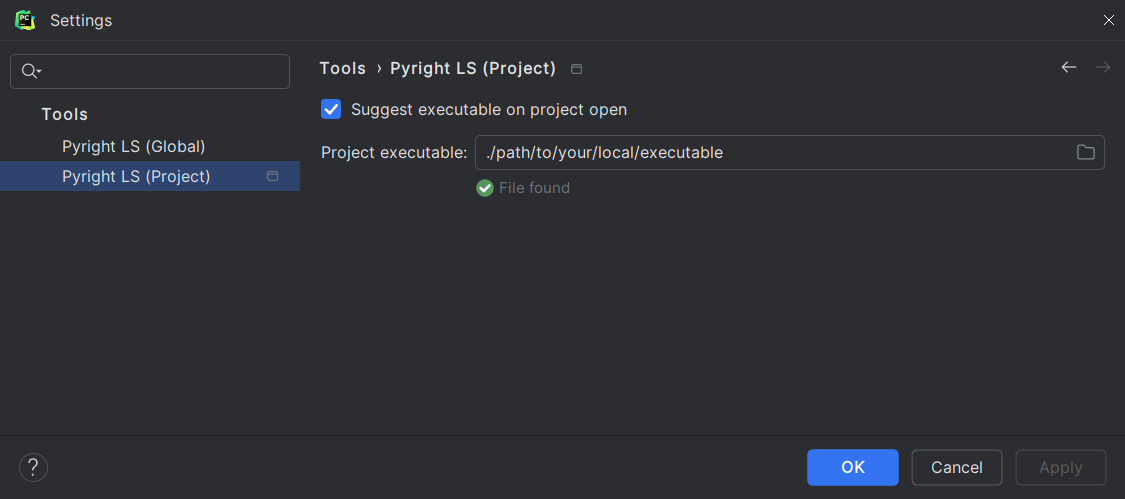 PC
Settings
Tools
Pyright LS (Global)
Pyright LS (Project)
Tools › Pyright LS (Project)
Suggest executable on project open
Project executable: ./path/to/your/local/executable
File found
?
OK Cancel Apply